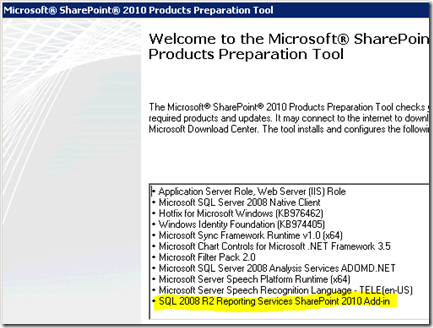 Microsoft® SharePoint® 2010 Products Preparation Tool
Welcome to the Microsoft® SharePoin
Products Preparation Tool
The Microsoft® SharePoint® 2010 Products Preparation Tool checks
required products and updates. It may connect to the internet to downl
Microsoft Download Center. The tool installs and configures the followin
• Application Server Role, Web Server (IIS) Role
• Microsoft SQL Server 2008 Native Client
• Hotfix for Microsoft Windows (KB976462)
• Windows Identity Foundation (KB974405)
• Microsoft Sync Framework Runtime v1.0 (x64)
• Microsoft Chart Controls for Microsoft .NET Framework 3.5
• Microsoft Filter Pack 2.0
• Microsoft SQL Server 2008 Analysis Services ADOMD.NET
• Microsoft Server Speech Platform Runtime (x64)
• Microsoft Server Speech Recognition Language - TELE(en-US)
• SQL 2008 R2 Reporting Services SharePoint 2010 Add-in